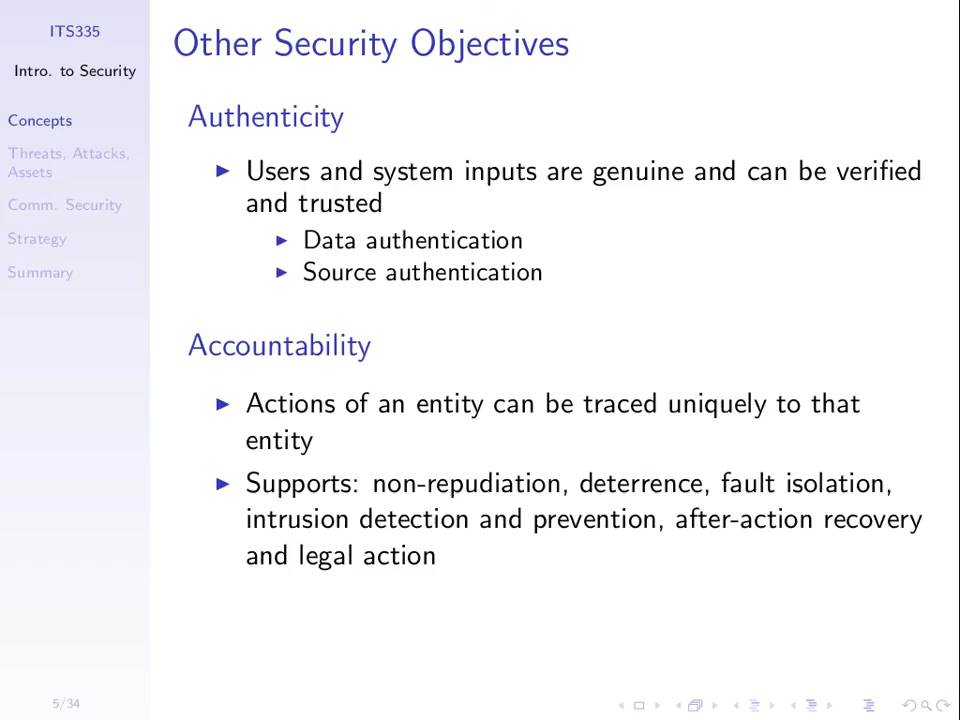 ITS335
Intro. to Security
Concepts
Threats, Attacks,
Assets
Comm. Security
Strategy
Summary
5/34
Other Security Objectives
Authenticity
Users and system inputs are genuine and can be verified
and trusted
Data authentication
Source authentication
Accountability
Actions of an entity can be traced uniquely to that
entity
Supports: non-repudiation, deterrence, fault isolation,
intrusion detection and prevention, after-action recovery
and legal action